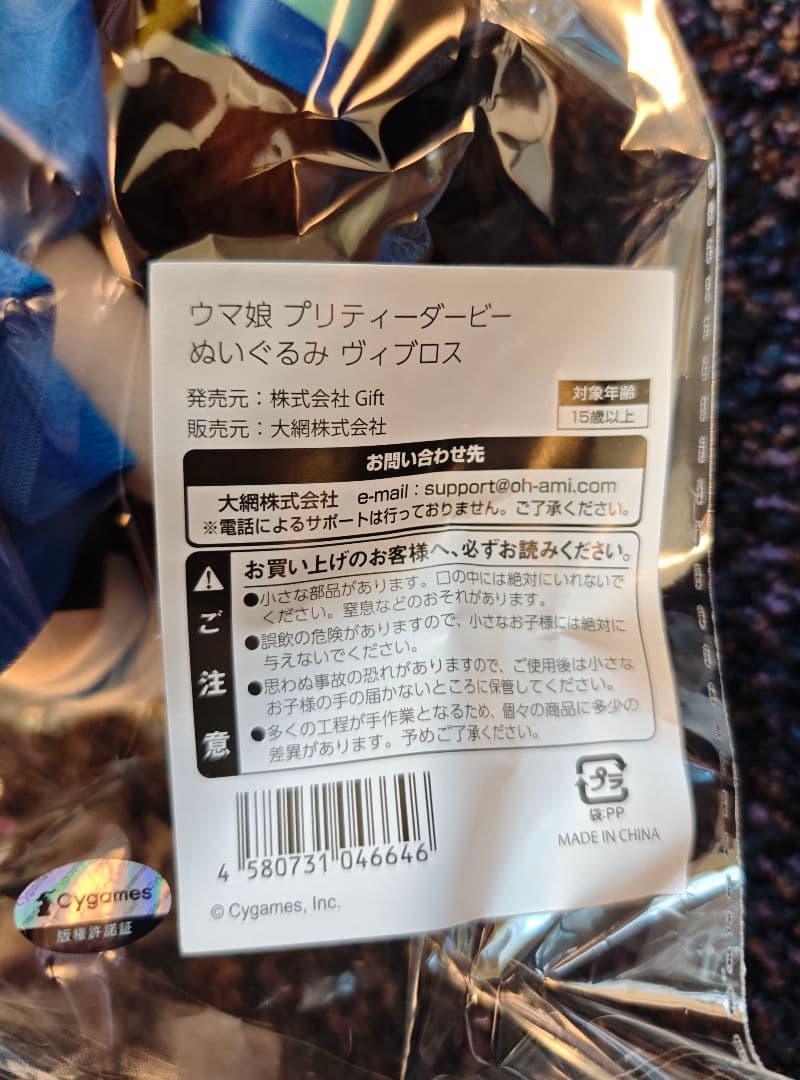 ウマ娘 プリティーダービー
ぬいぐるみ ヴィブロス
発売元：株式会社 Gift
販売元：大網株式会社
対象年齢
15歳以上
お問い合わせ先
大網株式会社 e-mail：support@oh-ami.com
※電話によるサポートは行っておりません。ご了承ください。
ご注意
お買い上げのお客様へ、必ずお読みください。
●小さな部品があります。口の中には絶対にいれないで
ください。窒息などのおそれがあります。
●誤飲の危険がありますので、小さなお子様には絶対に
与えないでください。
●思わぬ事故の恐れがありますので、ご使用後は小さな
お子様の手の届かないところに保管してください。
●多くの工程が手作業となるため、個々の商品に多少の
差異があります。予めご了承ください。
プラ
袋:PP
MADE IN CHINA
4 580731 046646
© Cygames, Inc.
Cygames
版権許諾証